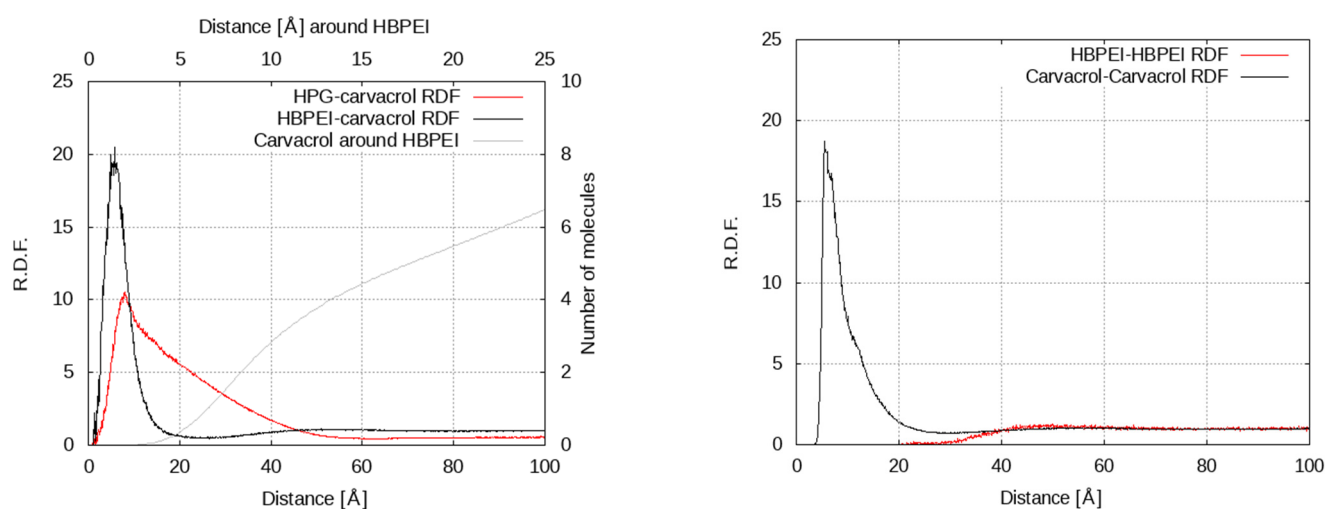 Distance [Å] around HBPEI
0 5 10 15 20 25
25 20 15 10 5 0
R.D.F.
HPG-carvacrol RDF
HBPEI-carvacrol RDF
Carvacrol around HBPEI
10 8 6 4 2 0
Number of molecules
0 20 40 60 80 100
Distance [Å]
25 20 15 10 5 0
R.D.F.
HBPEI-HBPEI RDF
Carvacrol-Carvacrol RDF
0 20 40 60 80 100
Distance [Å]